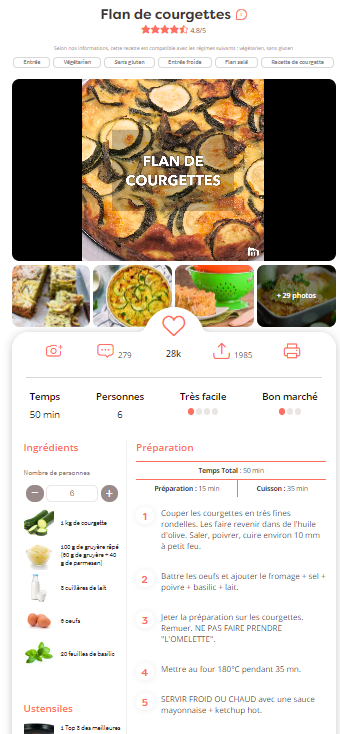 Flan de courgettes
4.8/5
Selon nos informations, cette recette est compatible avec les régimes suivants : végétarien, sans gluten
Entrée Végétarien Sans gluten Entrée froide Flan salé Recette de courgette
FLAN DE
COURGETTES
m
+ 29 photos
279 28k 1985
Temps Personnes Très facile Bon marché
50 min 6
Ingrédients
Nombre de personnes
− 6 +
1 kg de courgette
100 g de gruyère râpé
(60 g de gruyère + 40
g de parmesan)
3 cuillères de lait
6 oeufs
20 feuilles de basilic
Ustensiles
1 Top 3 des meilleures
Préparation
Temps Total : 50 min
Préparation : 15 min Cuisson : 35 min
1 Couper les courgettes en très fines
rondelles. Les faire revenir dans de l'huile
d'olive. Saler, poivrer, cuire environ 10 mm
à petit feu.
2 Battre les oeufs et ajouter le fromage + sel +
poivre + basilic + lait.
3 Jeter la préparation sur les courgettes.
Remuer. NE PAS FAIRE PRENDRE
"L'OMELETTE".
4 Mettre au four 180°C pendant 35 mn.
5 SERVIR FROID OU CHAUD avec une sauce
mayonnaise + ketchup hot.